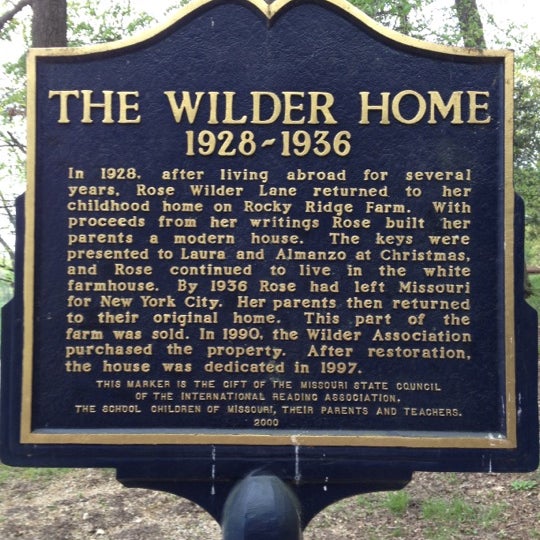 THE WILDER HOME
1928~1936
In 1928, after living abroad for several
years, Rose Wilder Lane returned to her
childhood home on Rocky Ridge Farm. With
proceeds from her writings Rose built her
parents a modern house. The keys were
presented to Laura and Almanzo at Christmas,
and Rose continued to live in the white
farmhouse. By 1936 Rose had left Missouri
for New York City. Her parents then returned
to their original home. This part of the
farm was sold. In 1990, the Wilder Association
purchased the property. After restoration,
the house was dedicated in 1997.
THIS MARKER IS THE GIFT OF THE MISSOURI STATE COUNCIL
OF THE INTERNATIONAL READING ASSOCIATION,
THE SCHOOL CHILDREN OF MISSOURI, THEIR PARENTS AND TEACHERS.
2000